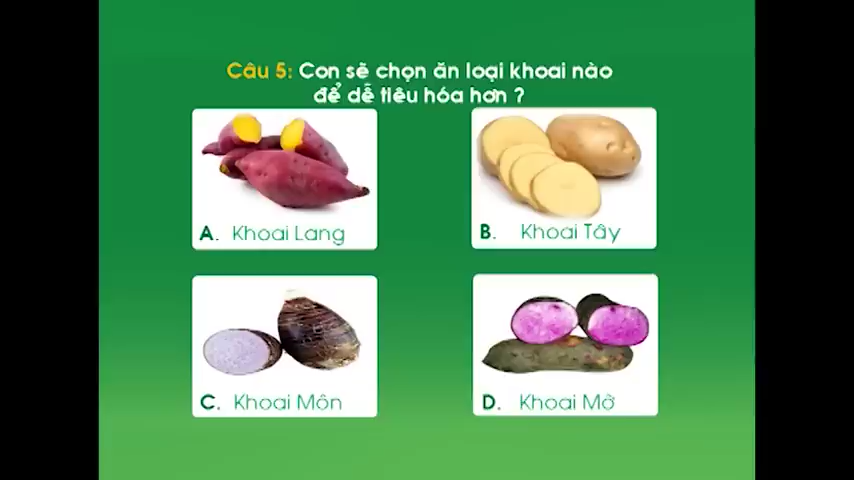 Câu 5: Con sẽ chọn ăn loại khoai nào
để dễ tiêu hóa hơn ?
A. Khoai Lang
B. Khoai Tây
C. Khoai Môn
D. Khoai Mở